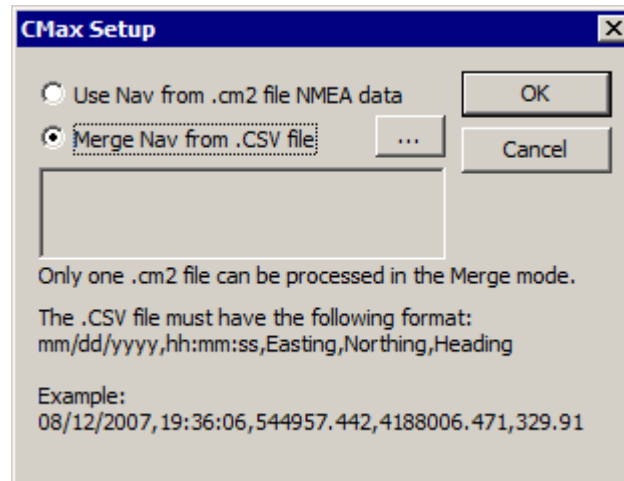 CMax Setup
Use Nav from .cm2 file NMEA data
OK
Merge Nav from .CSV file
...
Cancel
Only one .cm2 file can be processed in the Merge mode.
The .CSV file must have the following format:
mm/dd/yyyy,hh:mm:ss,Easting,Northing,Heading
Example:
08/12/2007,19:36:06,544957.442,4188006.471,329.91